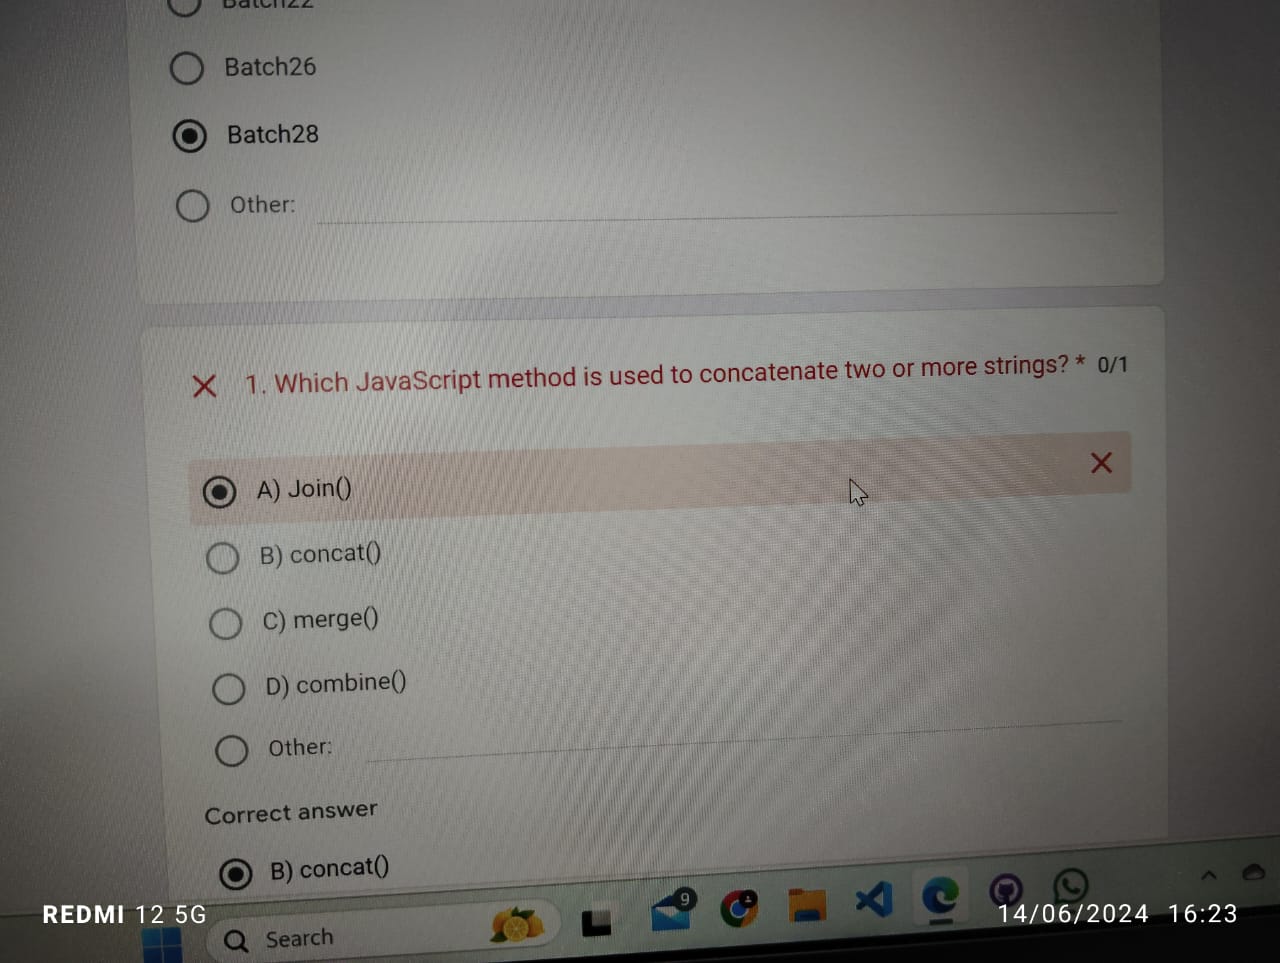 Batch22
Batch26
Batch28
Other:
1. Which JavaScript method is used to concatenate two or more strings? * 0/1
A) Join()
B) concat()
C) merge()
D) combine()
Other:
Correct answer
B) concat()
9
REDMI 12 5G
Search
14/06/2024 16:23